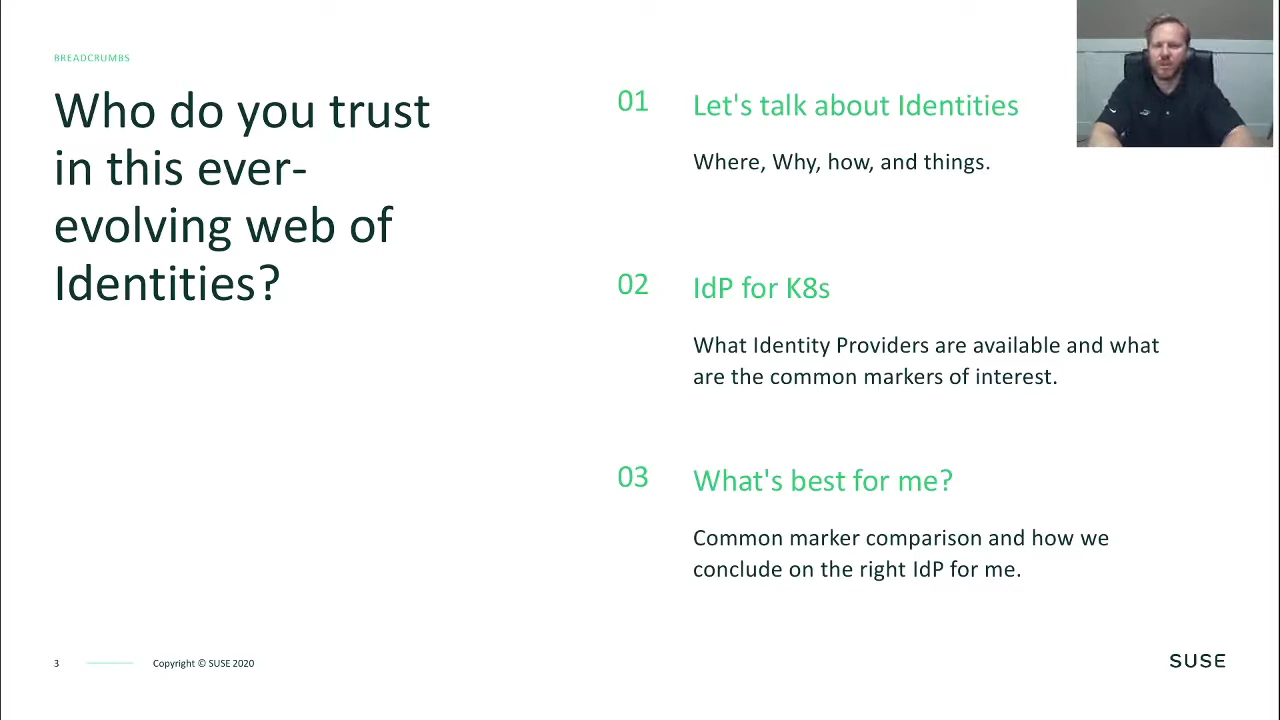 BREADCRUMBS
Who do you trust
in this ever-
evolving web of
Identities?
01
Let's talk about Identities
Where, Why, how, and things.
02
IdP for K8s
What Identity Providers are available and what
are the common markers of interest.
03
What's best for me?
Common marker comparison and how we
conclude on the right IdP for me.
3
Copyright © SUSE 2020
SUSE